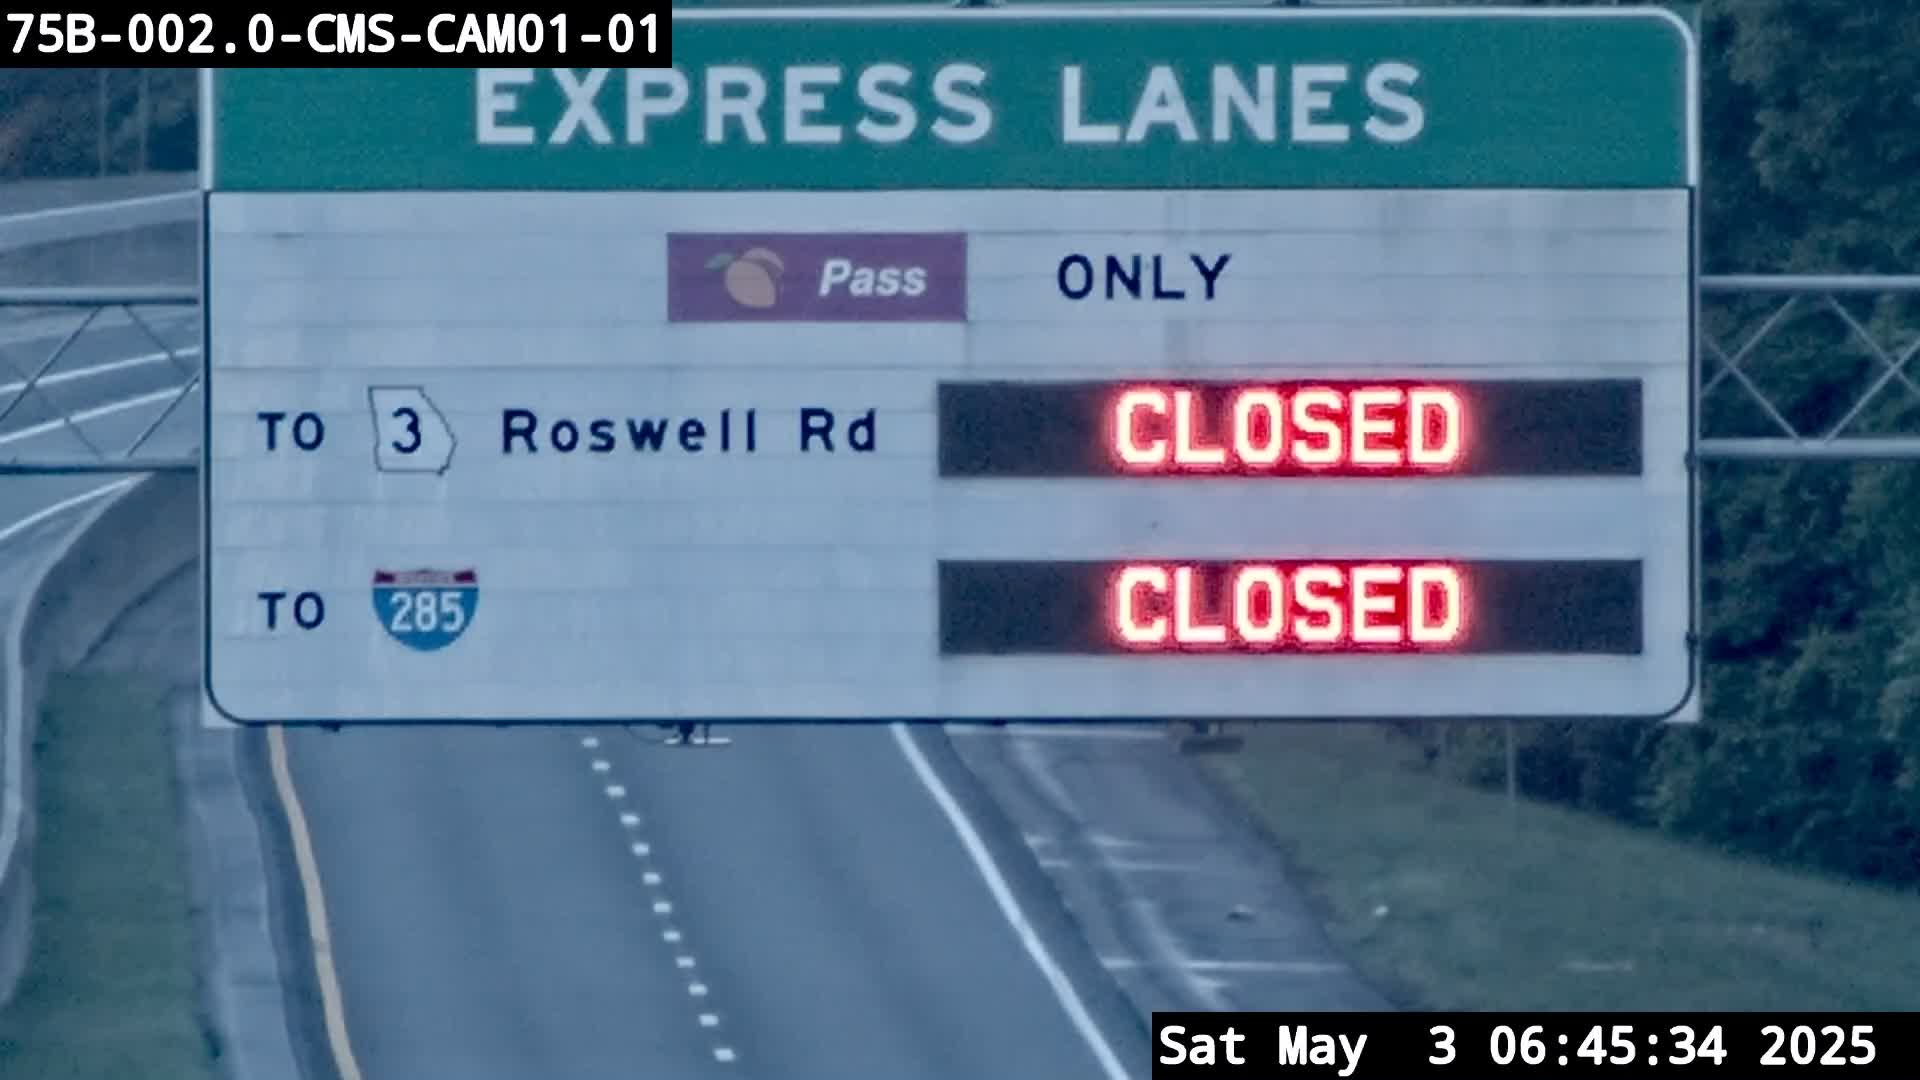 75B-002.0-CMS-CAM01-01
EXPRESS LANES
Pass ONLY
TO 3 Roswell Rd CLOSED
TO 285 CLOSED
Sat May 3 06:45:34 2025